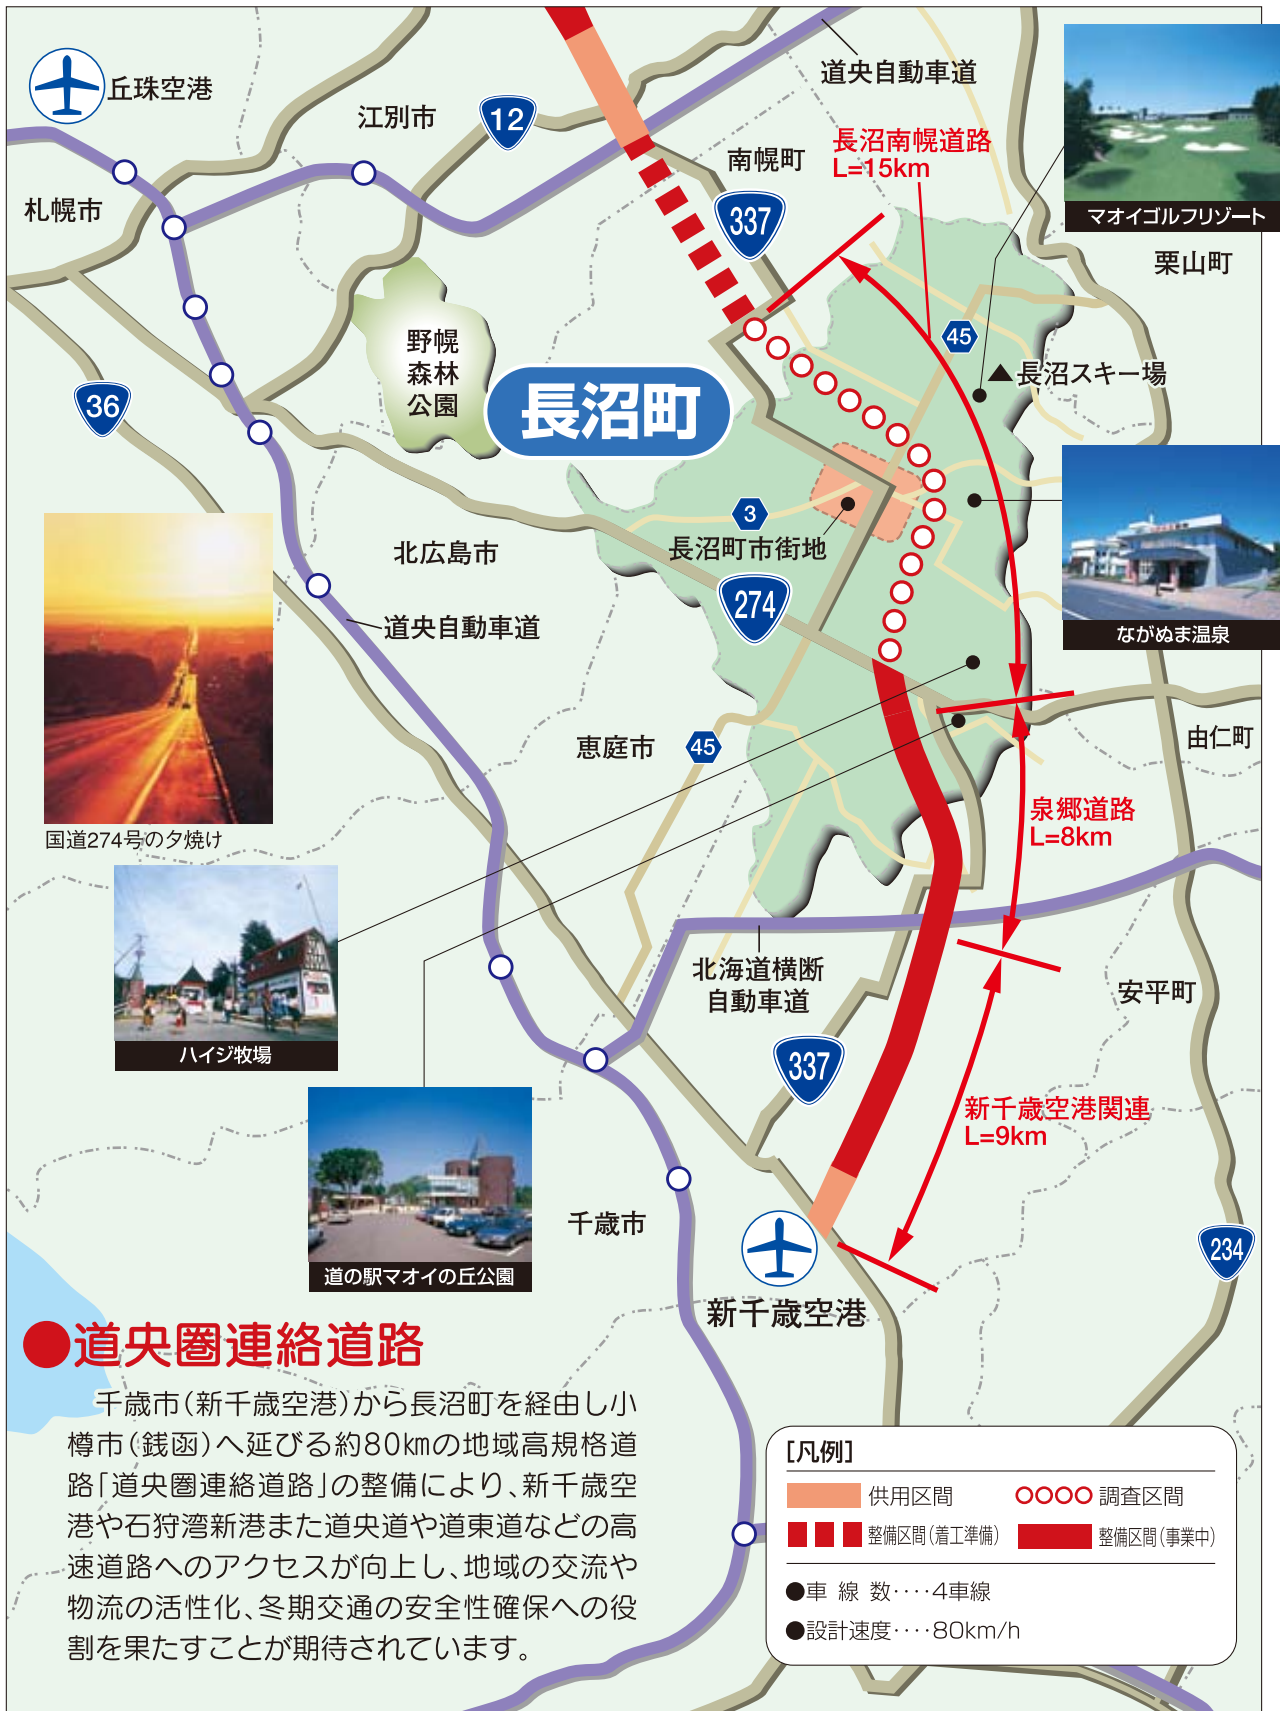 丘珠空港
江別市
12
道央自動車道
南幌町
長沼南幌道路
L=15km
337
札幌市
マオイゴルフリゾート
栗山町
野幌
森林
公園
45
長沼スキー場
36
長沼町
3
長沼町市街地
北広島市
274
道央自動車道
ながぬま温泉
恵庭市
45
由仁町
国道274号の夕焼け
泉郷道路
L=8km
北海道横断
自動車道
安平町
ハイジ牧場
337
新千歳空港関連
L=9km
千歳市
234
道の駅マオイの丘公園
新千歳空港
●道央圏連絡道路
千歳市(新千歳空港)から長沼町を経由し小
樽市(銭函)へ延びる約80㎞の地域高規格道
路「道央圏連絡道路」の整備により、新千歳空
港や石狩湾新港また道央道や道東道などの高
速道路へのアクセスが向上し、地域の交流や
物流の活性化、冬期交通の安全性確保への役
割を果たすことが期待されています。
[凡例]
供用区間
調査区間
整備区間(着工準備)
整備区間(事業中)
●車線数‥‥4車線
●設計速度‥‥80km/h